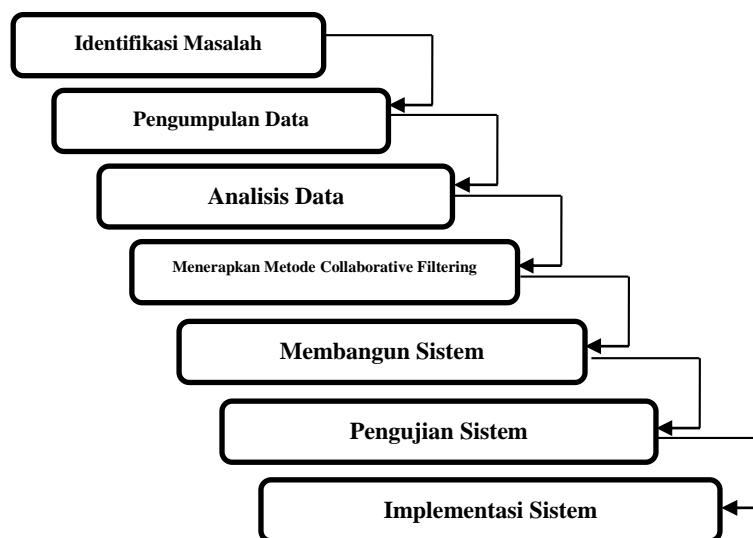 Identifikasi Masalah
Pengumpulan Data
Analisis Data
Menerapkan Metode Collaborative Filtering
Membangun Sistem
Pengujian Sistem
Implementasi Sistem